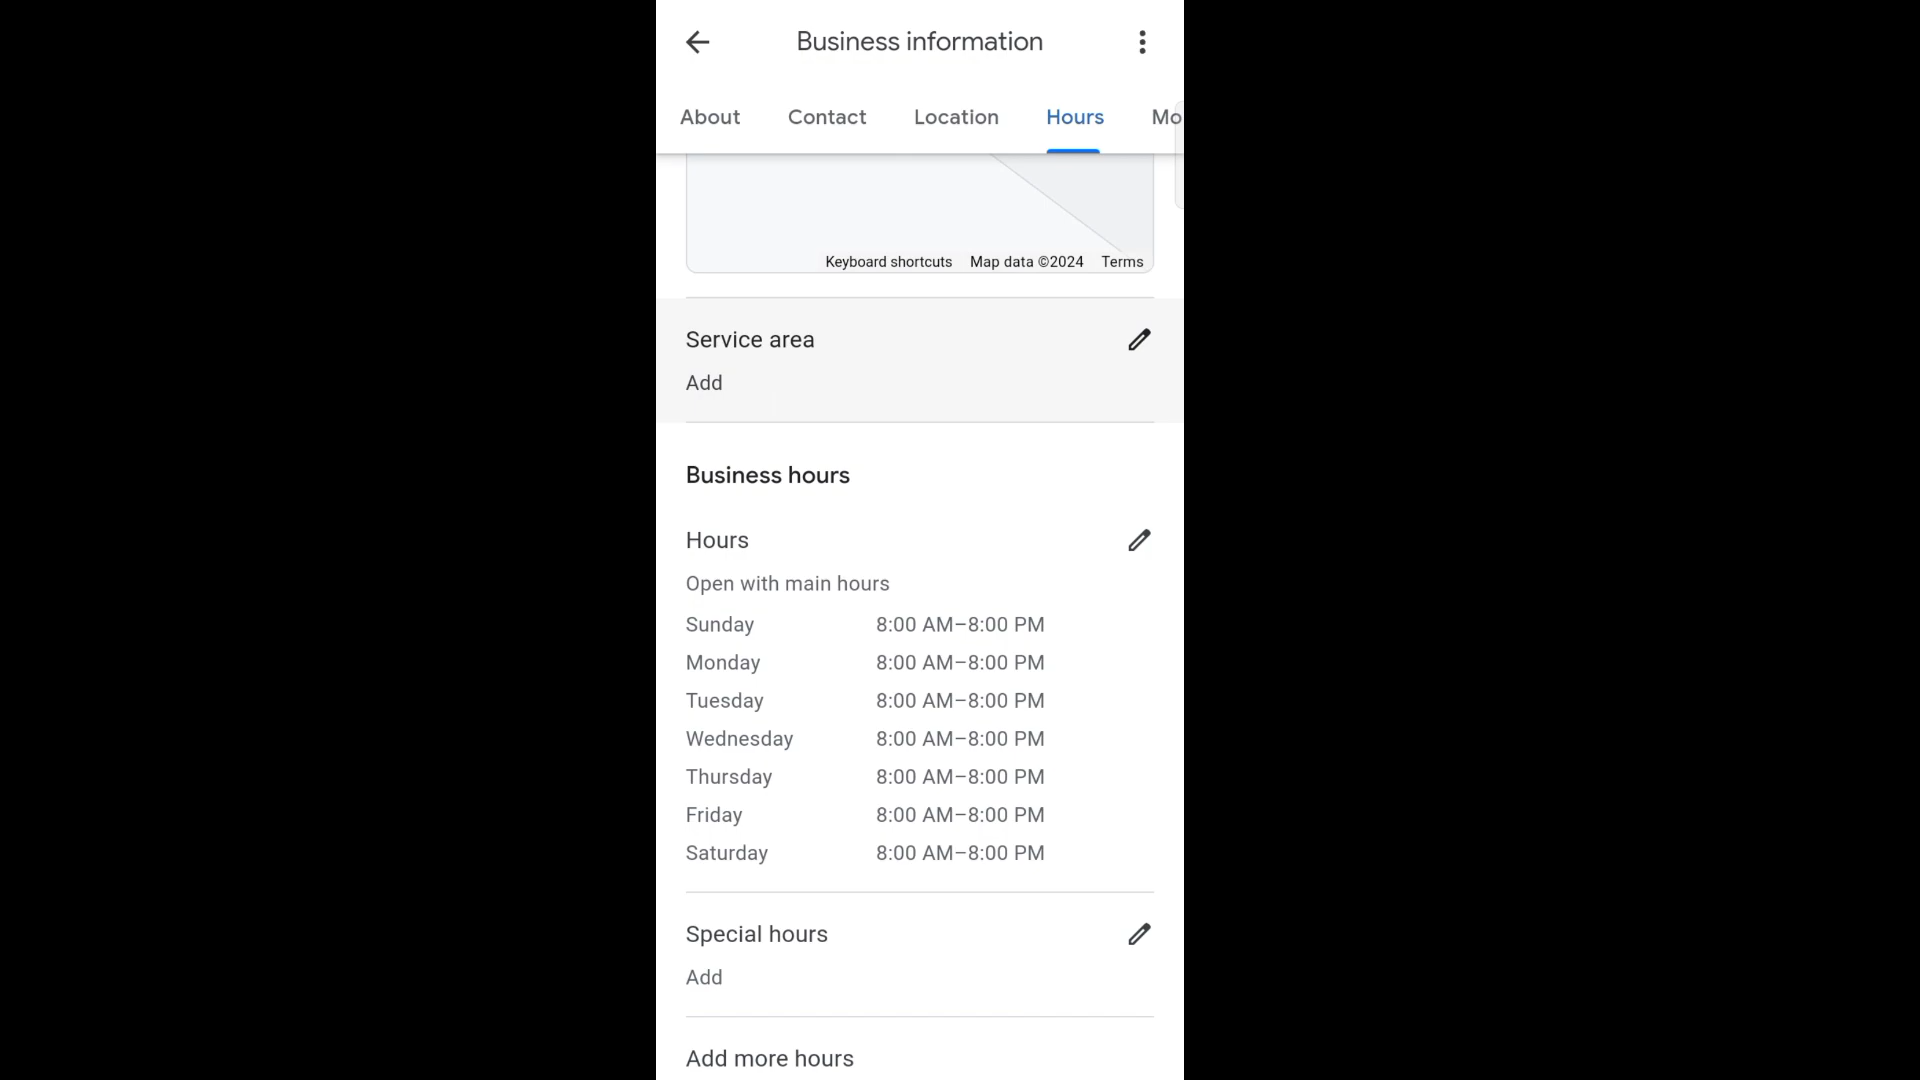 Business information
About Contact Location Hours Mo
Keyboard shortcuts Map data ©2024 Terms
Service area
Add
Business hours
Hours
Open with main hours
Sunday 8:00 AM–8:00 PM
Monday 8:00 AM–8:00 PM
Tuesday 8:00 AM–8:00 PM
Wednesday 8:00 AM–8:00 PM
Thursday 8:00 AM–8:00 PM
Friday 8:00 AM–8:00 PM
Saturday 8:00 AM–8:00 PM
Special hours
Add
Add more hours